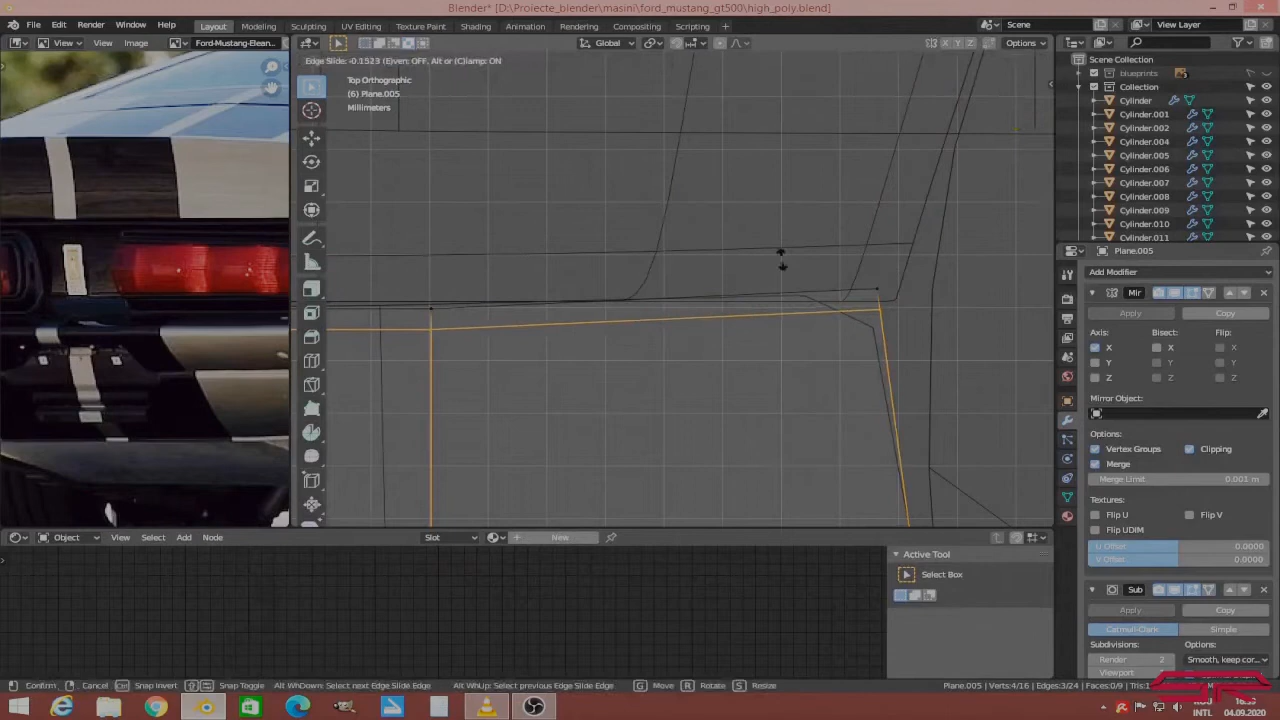 Blender* [D:\Proiecte_blender\masini\ford_mustang_gt500\high_poly.blend]
File Edit Render Window Help Layout Modeling Sculpting UV Editing Texture Paint Shading Animation Rendering Compositing Scripting + Scene View Layer
View View Image Ford-Mustang-Elean... Global X Y Z Options
Edge Slide: -0.1523 (E)ven: OFF, Alt or (C)lamp: ON
Top Orthographic
(6) Plane.005
Millimeters
Scene Collection
blueprints
Collection
Cylinder
Cylinder.001
Cylinder.002
Cylinder.004
Cylinder.005
Cylinder.006
Cylinder.007
Cylinder.008
Cylinder.009
Cylinder.010
Cylinder.011
Plane.005
Add Modifier
Mir
Apply Copy
Axis: Bisect: Flip:
X X X
Y Y Y
Z Z Z
Mirror Object:
Options:
Vertex Groups Clipping
Merge
Merge Limit 0.001 m
Textures:
Flip U Flip V
Flip UDIM
U Offset 0.0000
V Offset 0.0000
Sub
Apply Copy
Catmull-Clark Simple
Subdivisions: Options:
Render 2 Smooth, keep cor...
Viewport
Object View Select Add Node Slot New
Active Tool
Select Box
Confirm Cancel Snap Invert Snap Toggle Alt WhDown: Select next Edge Slide Edge Alt WhUp: Select previous Edge Slide Edge G Move R Rotate S Resize Plane.005 | Verts:4/16 | Edges:3/24 | Faces:0/9 |
INTL 04.09.2020